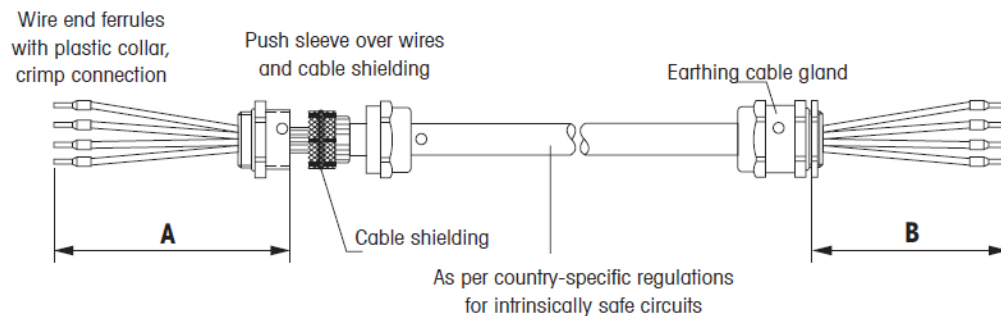 Wire end ferrules
with plastic collar,
crimp connection
Push sleeve over wires
and cable shielding
Earthing cable gland
A
B
Cable shielding
As per country-specific regulations
for intrinsically safe circuits